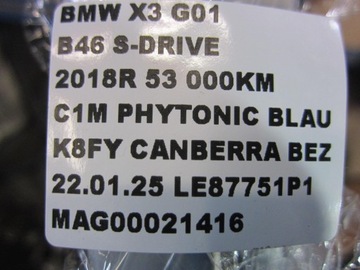 BMW X3 G01
B46 S-DRIVE
2018R 53 000KM
C1M PHYTONIC BLAU
K8FY CANBERRA BEZ
22.01.25 LE87751P1
MAG00021416